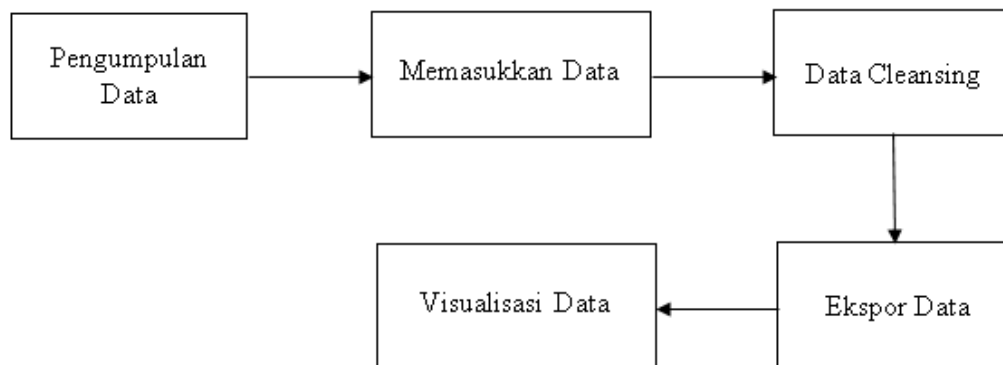 Pengumpulan
Data
Memasukkan Data
Data Cleansing
Ekspor Data
Visualisasi Data